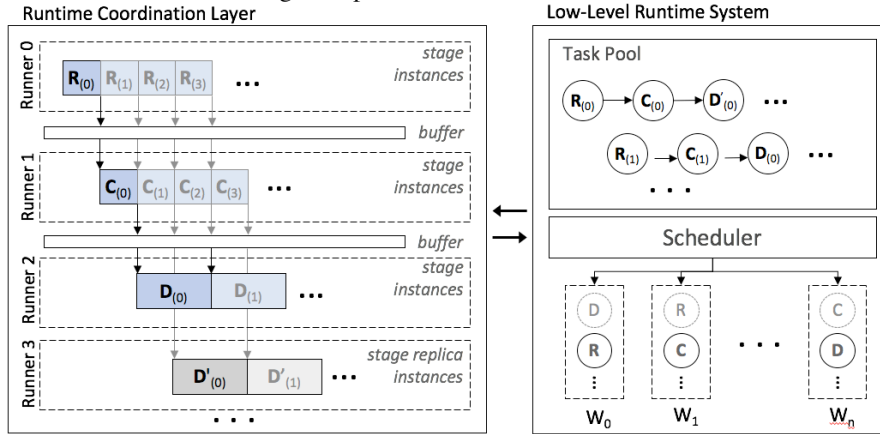 Runtime Coordination Layer
Runner 0
R(0) R(1) R(2) R(3) ...
stage
instances
buffer
Runner 1
C(0) C(1) C(2) C(3) ...
stage
instances
buffer
Runner 2
D(0) D(1) ...
stage
instances
Runner 3
D'(0) D'(1) ...
stage replica
instances
...
Low-Level Runtime System
Task Pool
R(0) C(0) D'(0) ...
R(1) C(1) D(0) ...
...
Scheduler
D R C
R C ... D
⋮ ⋮ ⋮
W0 W1 Wn